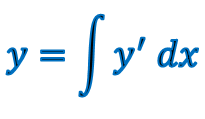 y = ∫ y′ dx